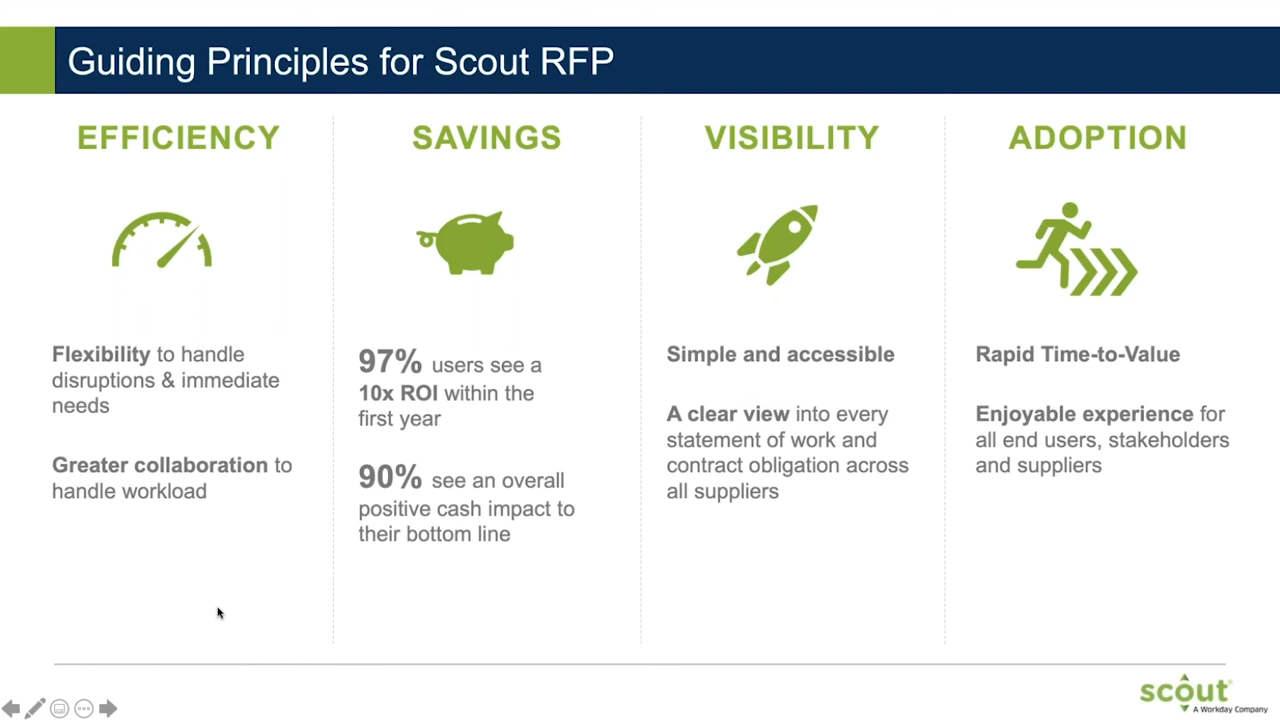 Guiding Principles for Scout RFP
EFFICIENCY
Flexibility to handle
disruptions & immediate
needs
Greater collaboration to
handle workload
SAVINGS
97% users see a
10x ROI within the
first year
90% see an overall
positive cash impact to
their bottom line
VISIBILITY
Simple and accessible
A clear view into every
statement of work and
contract obligation across
all suppliers
ADOPTION
Rapid Time-to-Value
Enjoyable experience for
all end users, stakeholders
and suppliers
scout®
A Workday Company